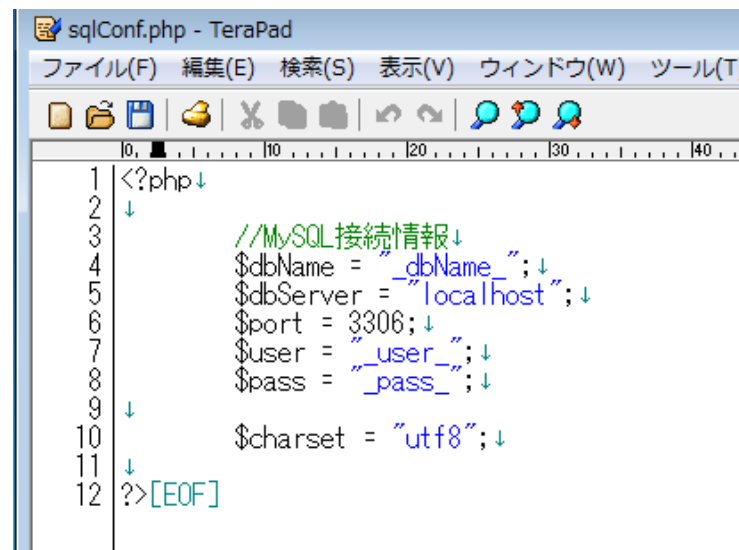 sqlConf.php - TeraPad
ファイル(F) 編集(E) 検索(S) 表示(V) ウィンドウ(W) ツール(T
0 10 20 30 40
1 <?php↓
2 ↓
3 //MySQL接続情報↓
4 $dbName = "_dbName_";↓
5 $dbServer = "localhost";↓
6 $port = 3306;↓
7 $user = "_user_";↓
8 $pass = "_pass_";↓
9 ↓
10 $charset = "utf8";↓
11 ↓
12 ?>[EOF]